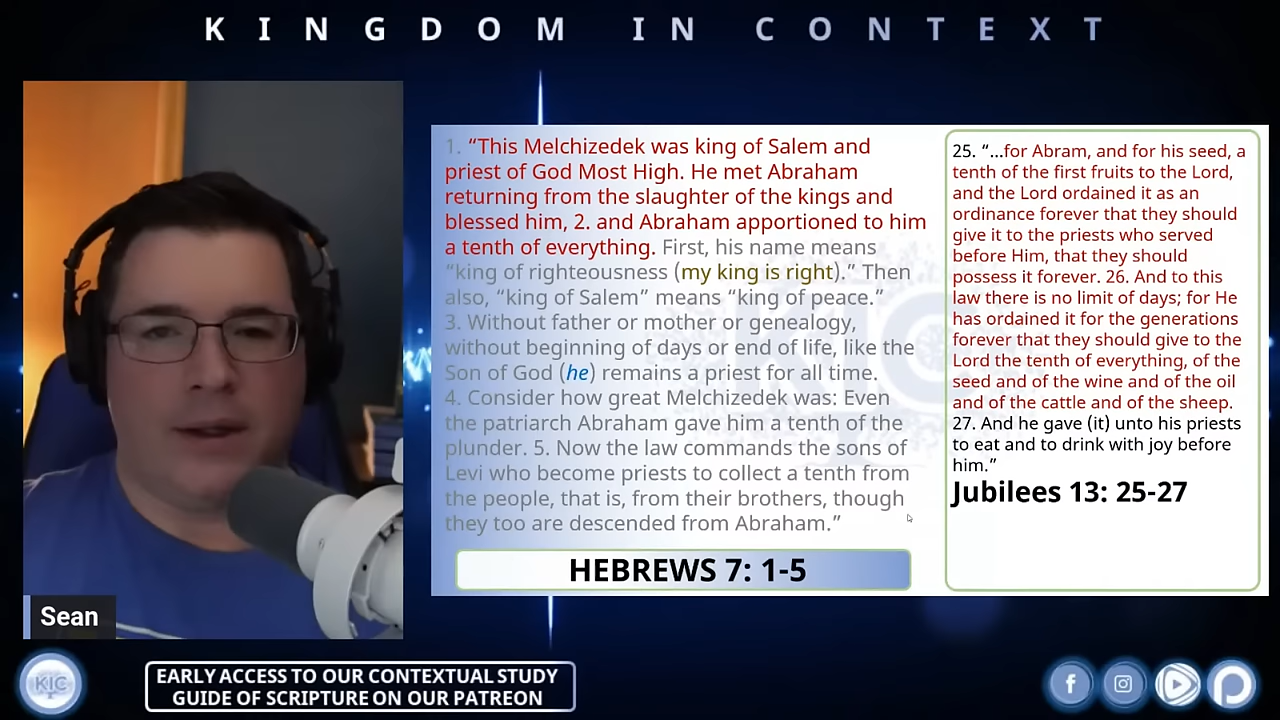 KINGDOM IN CONTEXT
1. “This Melchizedek was king of Salem and
priest of God Most High. He met Abraham
returning from the slaughter of the kings and
blessed him, 2. and Abraham apportioned to him
a tenth of everything. First, his name means
“king of righteousness (my king is right).” Then
also, “king of Salem” means “king of peace.”
3. Without father or mother or genealogy,
without beginning of days or end of life, like the
Son of God (he) remains a priest for all time.
4. Consider how great Melchizedek was: Even
the patriarch Abraham gave him a tenth of the
plunder. 5. Now the law commands the sons of
Levi who become priests to collect a tenth from
the people, that is, from their brothers, though
they too are descended from Abraham.”
HEBREWS 7: 1-5
25. “...for Abram, and for his seed, a
tenth of the first fruits to the Lord,
and the Lord ordained it as an
ordinance forever that they should
give it to the priests who served
before Him, that they should
possess it forever. 26. And to this
law there is no limit of days; for He
has ordained it for the generations
forever that they should give to the
Lord the tenth of everything, of the
seed and of the wine and of the oil
and of the cattle and of the sheep.
27. And he gave (it) unto his priests
to eat and to drink with joy before
him.”
Jubilees 13: 25-27
Sean
KIC
EARLY ACCESS TO OUR CONTEXTUAL STUDY
GUIDE OF SCRIPTURE ON OUR PATREON